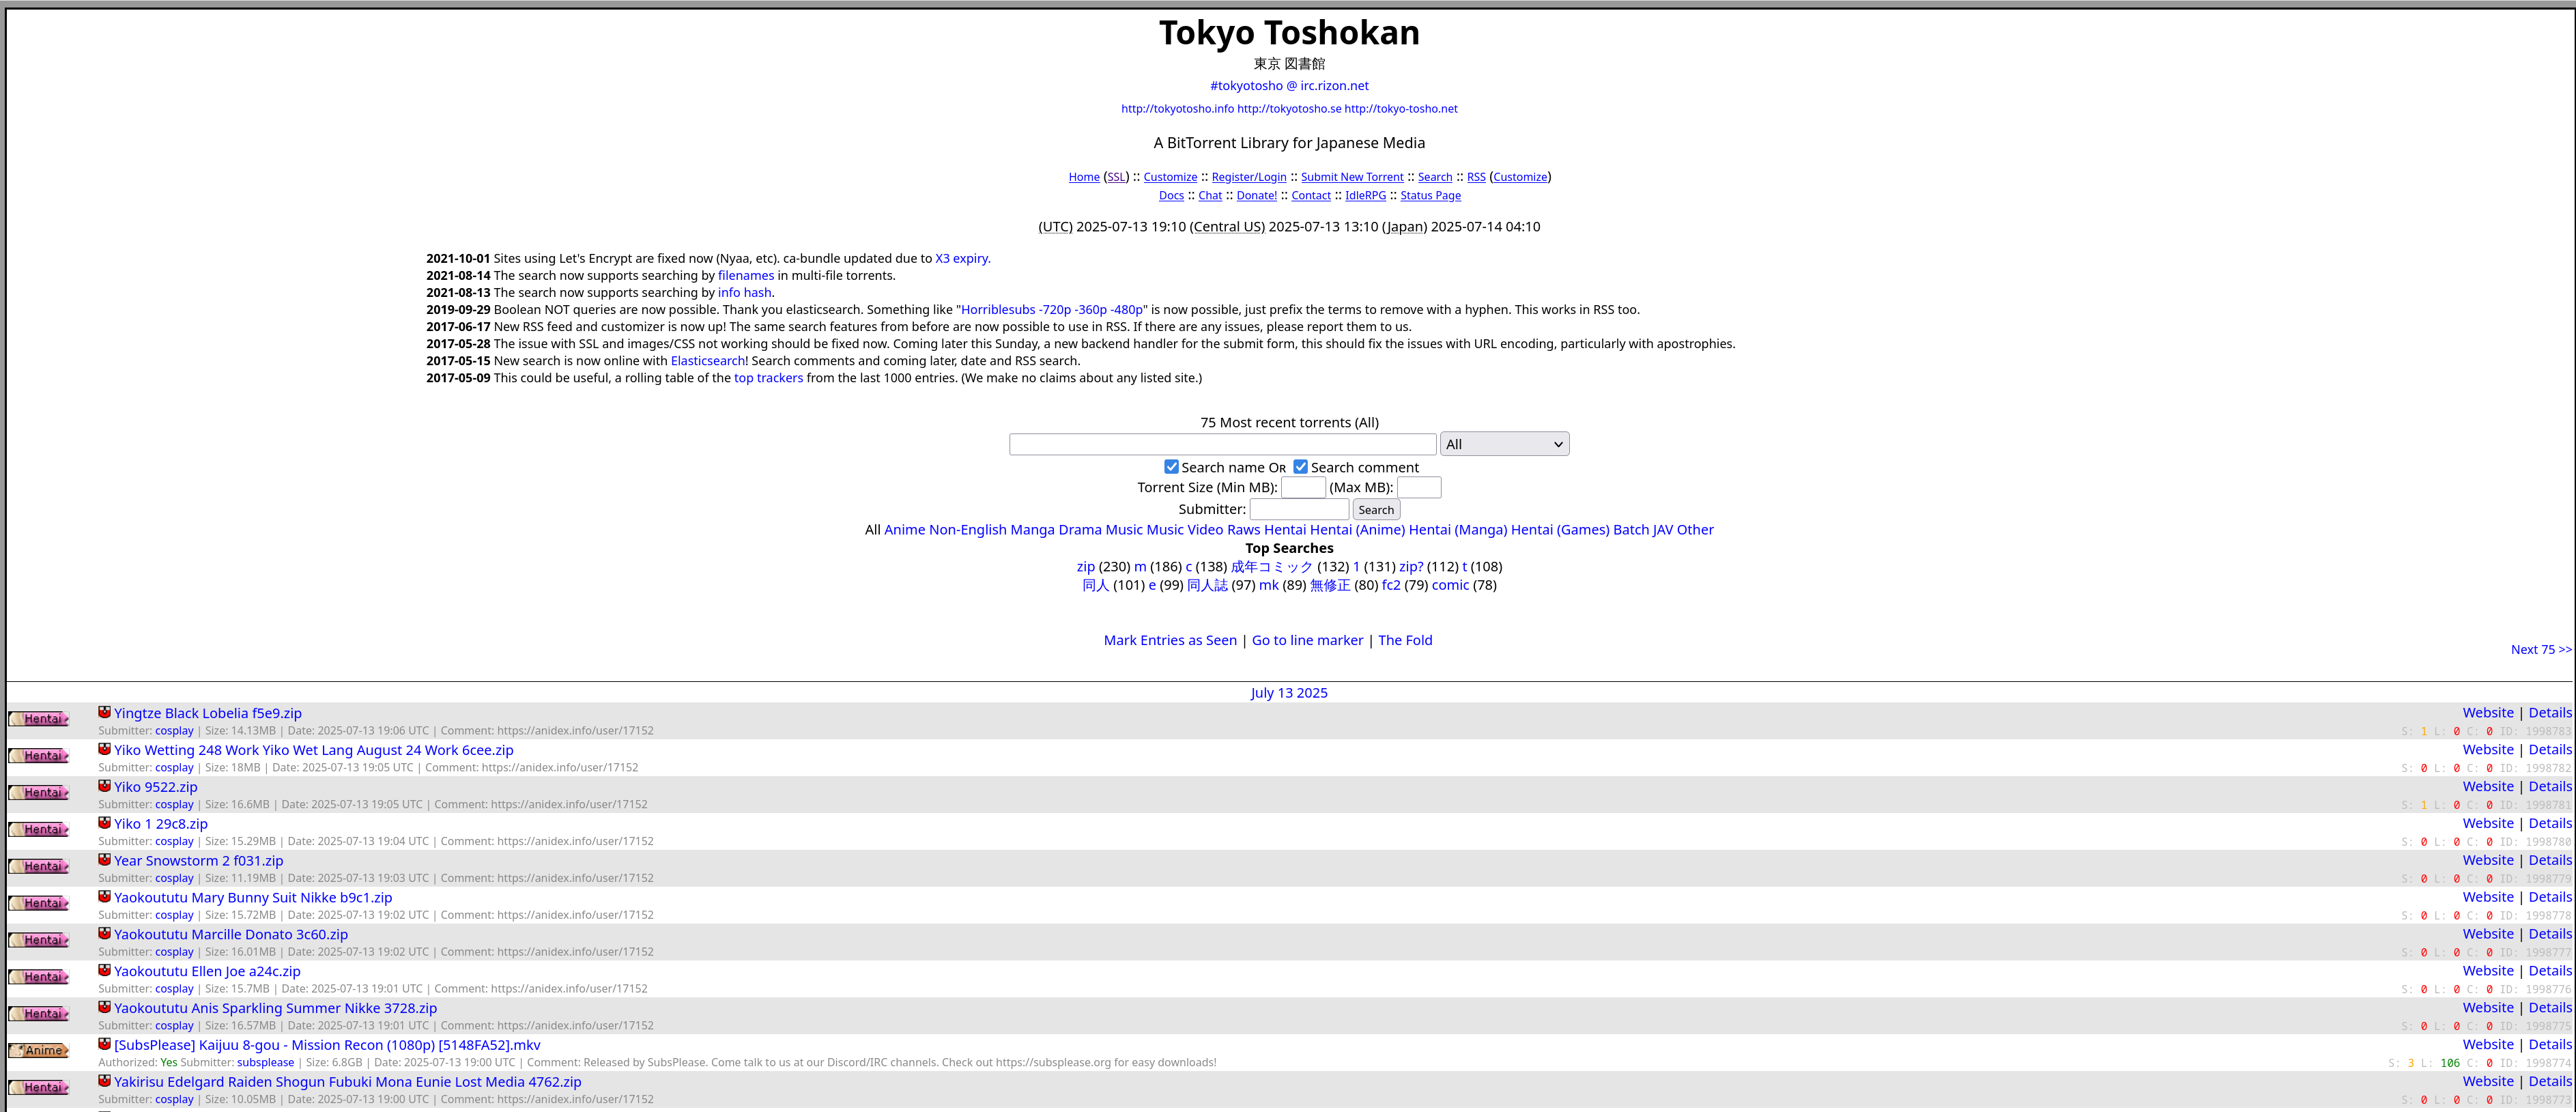 Tokyo Toshokan
東京 図書館
#tokyotosho @ irc.rizon.net
http://tokyotosho.info http://tokyotosho.se http://tokyo-tosho.net
A BitTorrent Library for Japanese Media
Home (SSL) :: Customize :: Register/Login :: Submit New Torrent :: Search :: RSS (Customize)
Docs :: Chat :: Donate! :: Contact :: IdleRPG :: Status Page
(UTC) 2025-07-13 19:10 (Central US) 2025-07-13 13:10 (Japan) 2025-07-14 04:10
2021-10-01 Sites using Let's Encrypt are fixed now (Nyaa, etc). ca-bundle updated due to X3 expiry.
2021-08-14 The search now supports searching by filenames in multi-file torrents.
2021-08-13 The search now supports searching by info hash.
2019-09-29 Boolean NOT queries are now possible. Thank you elasticsearch. Something like "Horriblesubs -720p -360p -480p" is now possible, just prefix the terms to remove with a hyphen. This works in RSS too.
2017-06-17 New RSS feed and customizer is now up! The same search features from before are now possible to use in RSS. If there are any issues, please report them to us.
2017-05-28 The issue with SSL and images/CSS not working should be fixed now. Coming later this Sunday, a new backend handler for the submit form, this should fix the issues with URL encoding, particularly with apostrophies.
2017-05-15 New search is now online with Elasticsearch! Search comments and coming later, date and RSS search.
2017-05-09 This could be useful, a rolling table of the top trackers from the last 1000 entries. (We make no claims about any listed site.)
75 Most recent torrents (All)
All
Search name OR Search comment
Torrent Size (Min MB): (Max MB):
Submitter: Search
All Anime Non-English Manga Drama Music Music Video Raws Hentai Hentai (Anime) Hentai (Manga) Hentai (Games) Batch JAV Other
Top Searches
zip (230) m (186) c (138) 成年コミック (132) 1 (131) zip? (112) t (108)
同人 (101) e (99) 同人誌 (97) mk (89) 無修正 (80) fc2 (79) comic (78)
Mark Entries as Seen | Go to line marker | The Fold
Next 75 >>
July 13 2025
Hentai Yingtze Black Lobelia f5e9.zip Website | Details
Submitter: cosplay | Size: 14.13MB | Date: 2025-07-13 19:06 UTC | Comment: https://anidex.info/user/17152 S: 1 L: 0 C: 0 ID: 1998783
Hentai Yiko Wetting 248 Work Yiko Wet Lang August 24 Work 6cee.zip Website | Details
Submitter: cosplay | Size: 18MB | Date: 2025-07-13 19:05 UTC | Comment: https://anidex.info/user/17152 S: 0 L: 0 C: 0 ID: 1998782
Hentai Yiko 9522.zip Website | Details
Submitter: cosplay | Size: 16.6MB | Date: 2025-07-13 19:05 UTC | Comment: https://anidex.info/user/17152 S: 1 L: 0 C: 0 ID: 1998781
Hentai Yiko 1 29c8.zip Website | Details
Submitter: cosplay | Size: 15.29MB | Date: 2025-07-13 19:04 UTC | Comment: https://anidex.info/user/17152 S: 0 L: 0 C: 0 ID: 1998780
Hentai Year Snowstorm 2 f031.zip Website | Details
Submitter: cosplay | Size: 11.19MB | Date: 2025-07-13 19:03 UTC | Comment: https://anidex.info/user/17152 S: 0 L: 0 C: 0 ID: 1998779
Hentai Yaokoututu Mary Bunny Suit Nikke b9c1.zip Website | Details
Submitter: cosplay | Size: 15.72MB | Date: 2025-07-13 19:02 UTC | Comment: https://anidex.info/user/17152 S: 0 L: 0 C: 0 ID: 1998778
Hentai Yaokoututu Marcille Donato 3c60.zip Website | Details
Submitter: cosplay | Size: 16.01MB | Date: 2025-07-13 19:02 UTC | Comment: https://anidex.info/user/17152 S: 0 L: 0 C: 0 ID: 1998777
Hentai Yaokoututu Ellen Joe a24c.zip Website | Details
Submitter: cosplay | Size: 15.7MB | Date: 2025-07-13 19:01 UTC | Comment: https://anidex.info/user/17152 S: 0 L: 0 C: 0 ID: 1998776
Hentai Yaokoututu Anis Sparkling Summer Nikke 3728.zip Website | Details
Submitter: cosplay | Size: 16.57MB | Date: 2025-07-13 19:01 UTC | Comment: https://anidex.info/user/17152 S: 0 L: 0 C: 0 ID: 1998775
Anime [SubsPlease] Kaijuu 8-gou - Mission Recon (1080p) [5148FA52].mkv Website | Details
Authorized: Yes Submitter: subsplease | Size: 6.8GB | Date: 2025-07-13 19:00 UTC | Comment: Released by SubsPlease. Come talk to us at our Discord/IRC channels. Check out https://subsplease.org for easy downloads! S: 3 L: 106 C: 0 ID: 1998774
Hentai Yakirisu Edelgard Raiden Shogun Fubuki Mona Eunie Lost Media 4762.zip Website | Details
Submitter: cosplay | Size: 10.05MB | Date: 2025-07-13 19:00 UTC | Comment: https://anidex.info/user/17152 S: 0 L: 0 C: 0 ID: 1998773